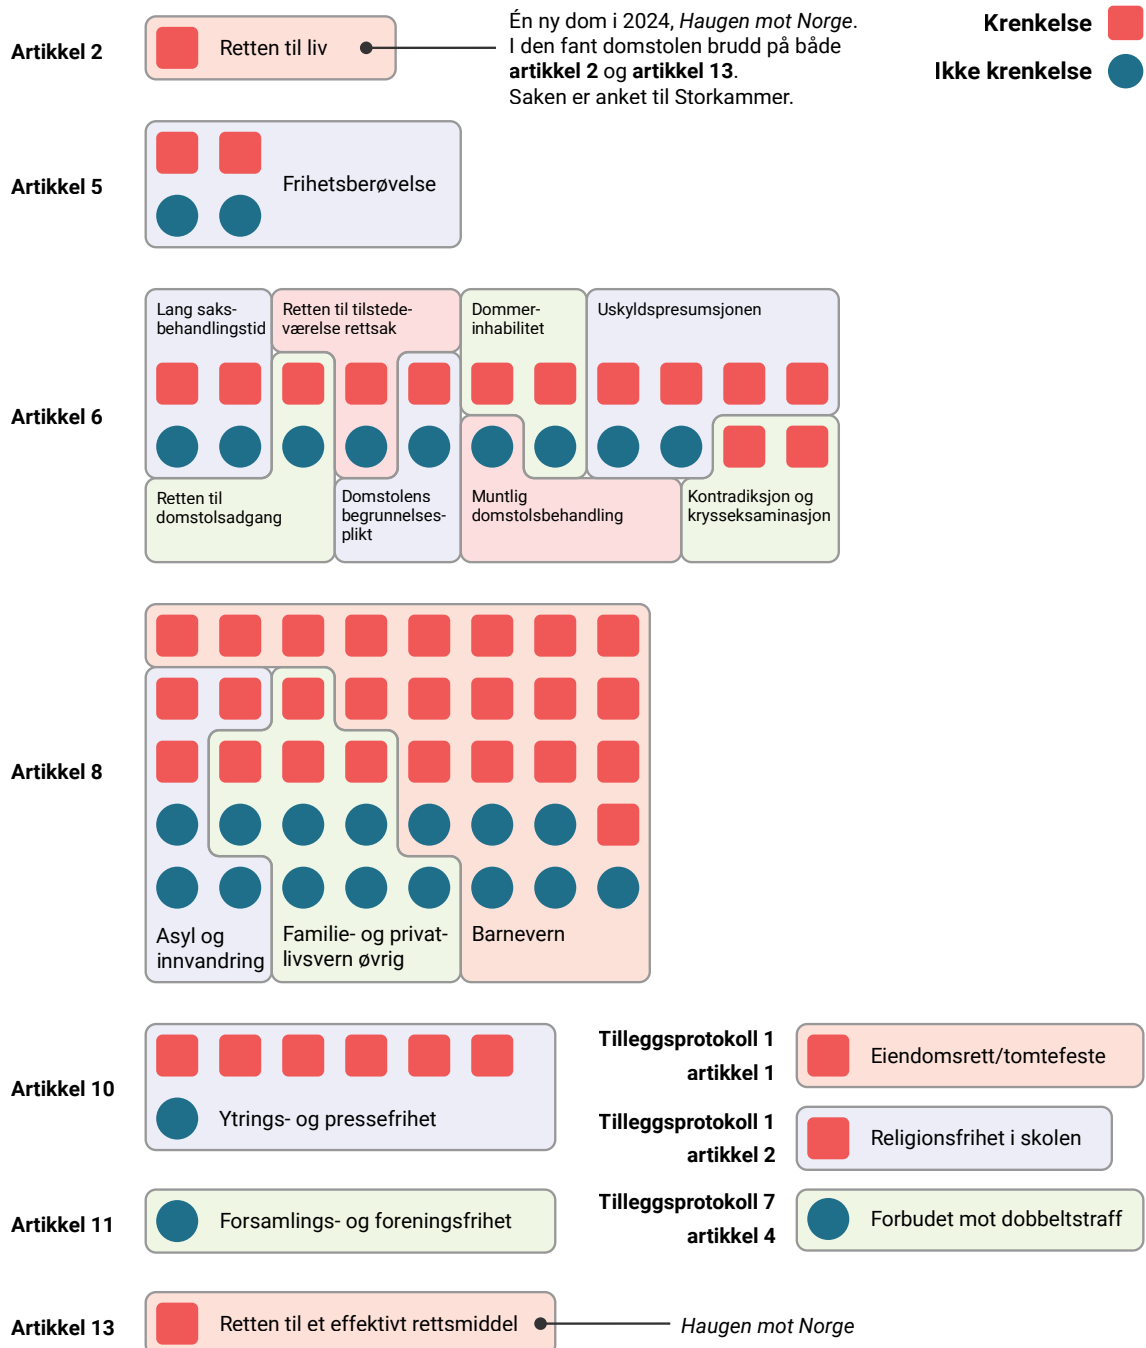 Artikkel 2
Retten til liv
Én ny dom i 2024, Haugen mot Norge.
I den fant domstolen brudd på både
artikkel 2 og artikkel 13.
Saken er anket til Storkammer.
Krenkelse
Ikke krenkelse
Artikkel 5
Frihetsberøvelse
Artikkel 6
Lang saks-
behandlingstid
Retten til tilstede-
værelse rettsak
Dommer-
inhabilitet
Uskyldspresumsjonen
Retten til
domstolsadgang
Domstolens
begrunnelses-
plikt
Muntlig
domstolsbehandling
Kontradiksjon og
krysseksaminasjon
Artikkel 8
Asyl og
innvandring
Familie- og privat-
livsvern øvrig
Barnevern
Artikkel 10
Ytrings- og pressefrihet
Tilleggsprotokoll 1
artikkel 1
Eiendomsrett/tomtefeste
Tilleggsprotokoll 1
artikkel 2
Religionsfrihet i skolen
Artikkel 11
Forsamlings- og foreningsfrihet
Tilleggsprotokoll 7
artikkel 4
Forbudet mot dobbeltstraff
Artikkel 13
Retten til et effektivt rettsmiddel
Haugen mot Norge